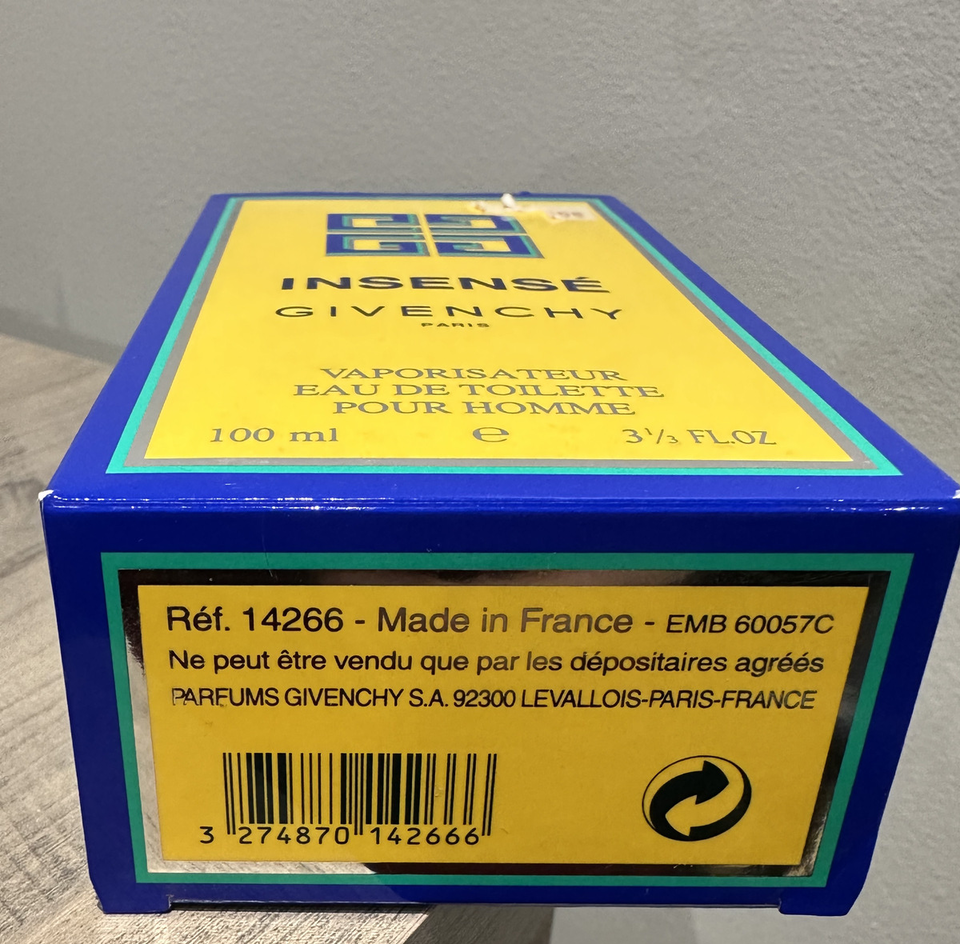 INSENSÉ
GIVENCHY
PARIS
VAPORISATEUR
EAU DE TOILETTE
POUR HOMME
100 ml e 3 1/3 FL.OZ
Réf. 14266 - Made in France - EMB 60057C
Ne peut être vendu que par les dépositaires agréés
PARFUMS GIVENCHY S.A. 92300 LEVALLOIS-PARIS-FRANCE
3 274870 142666